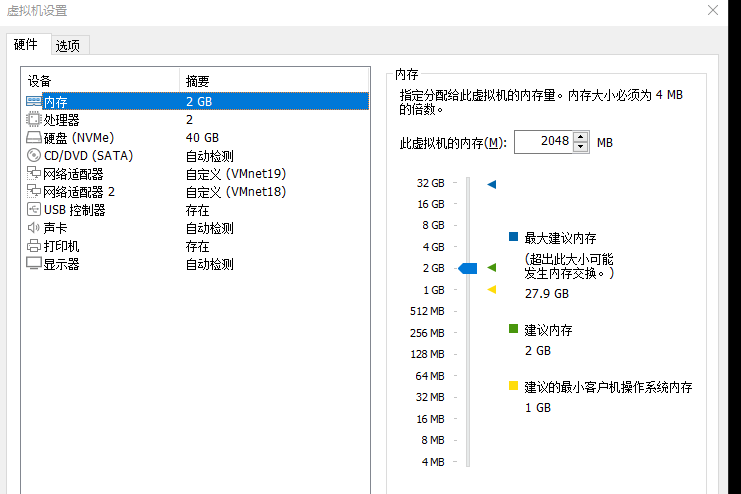 虚拟机设置
硬件 选项
设备 摘要
内存 2 GB
处理器 2
硬盘 (NVMe) 40 GB
CD/DVD (SATA) 自动检测
网络适配器 自定义 (VMnet19)
网络适配器 2 自定义 (VMnet18)
USB 控制器 存在
声卡 自动检测
打印机 存在
显示器 自动检测
内存
指定分配给此虚拟机的内存量。内存大小必须为 4 MB
的倍数。
此虚拟机的内存(M): 2048 MB
32 GB
16 GB
8 GB
4 GB
2 GB
1 GB
512 MB
256 MB
128 MB
64 MB
32 MB
16 MB
8 MB
4 MB
最大建议内存
(超出此大小可能
发生内存交换。)
27.9 GB
建议内存
2 GB
建议的最小客户机操作系统内存
1 GB